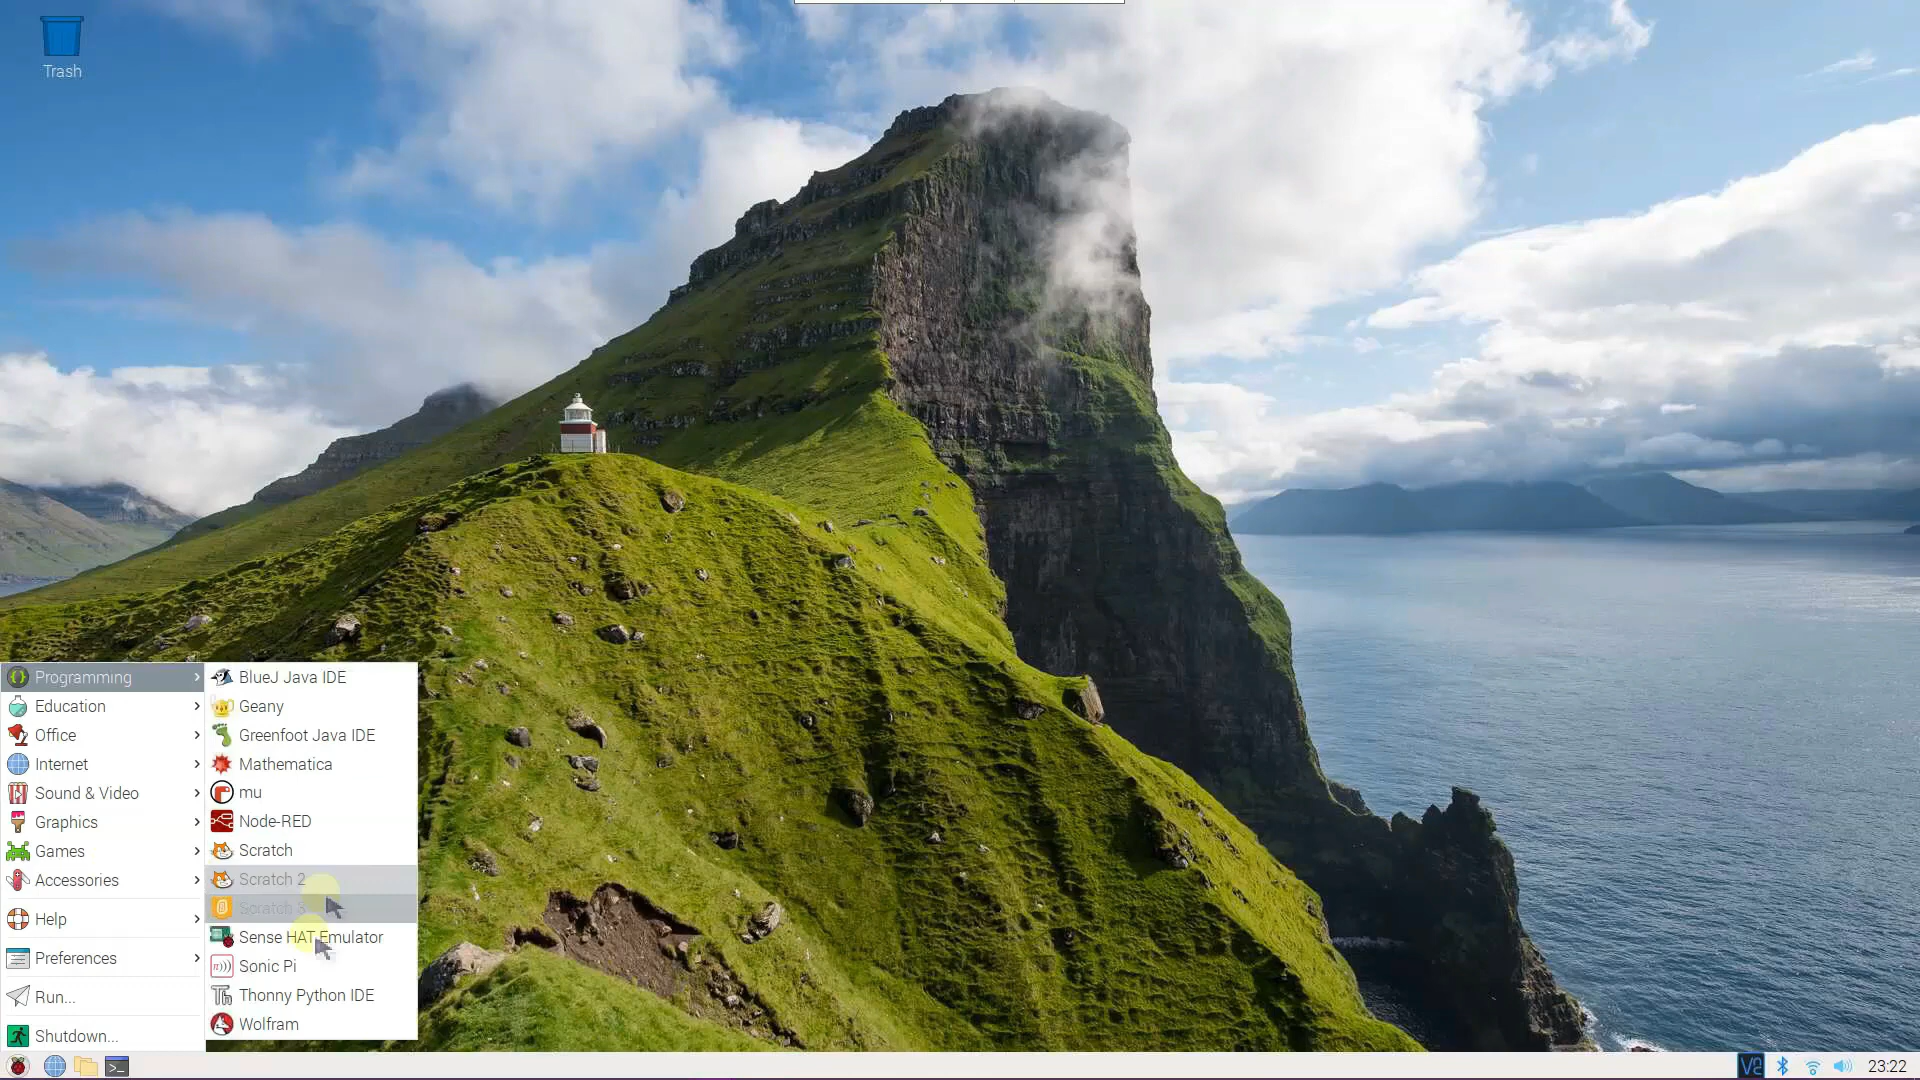 Trash
Programming
Education
Office
Internet
Sound & Video
Graphics
Games
Accessories
Help
Preferences
Run...
Shutdown...
BlueJ Java IDE
Geany
Greenfoot Java IDE
Mathematica
mu
Node-RED
Scratch
Scratch 2
Scratch 3
Sense HAT Emulator
Sonic Pi
Thonny Python IDE
Wolfram
23:22